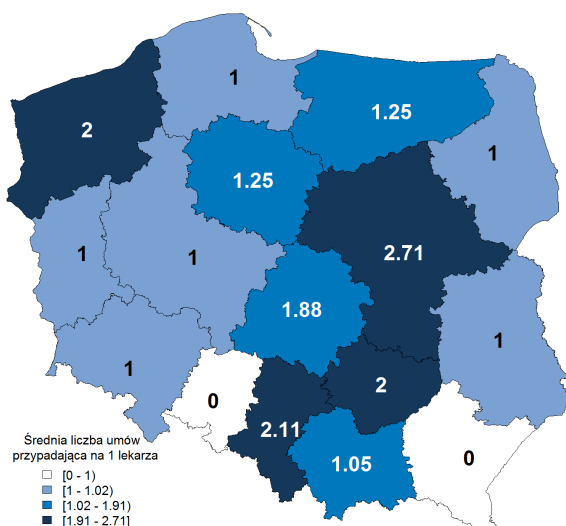 1
2
1.25
1
1.25
2.71
1
1
1.88
1
1
2
0
2.11
1.05
0
Średnia liczba umów
przypadająca na 1 lekarza
[0 - 1)
[1 - 1.02)
[1.02 - 1.91)
[1.91 - 2.71]